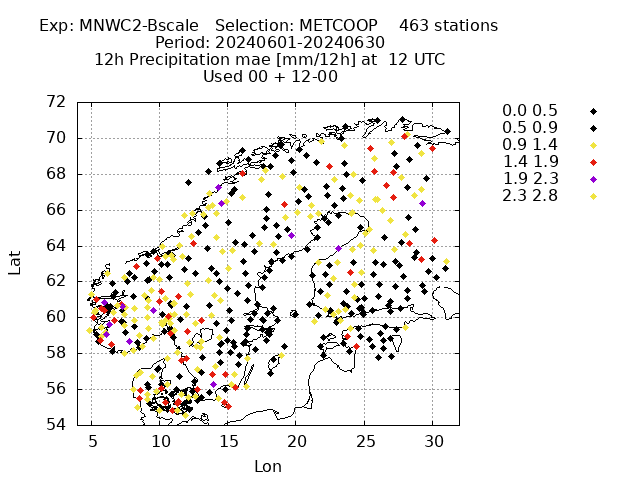 Exp: MNWC2-Bscale   Selection: METCOOP    463 stations
Period: 20240601-20240630
12h Precipitation mae [mm/12h] at  12 UTC
Used 00 + 12-00
0.0 0.5
0.5 0.9
0.9 1.4
1.4 1.9
1.9 2.3
2.3 2.8
72
70
68
66
64
62
60
58
56
54
Lat
5 10 15 20 25 30
Lon